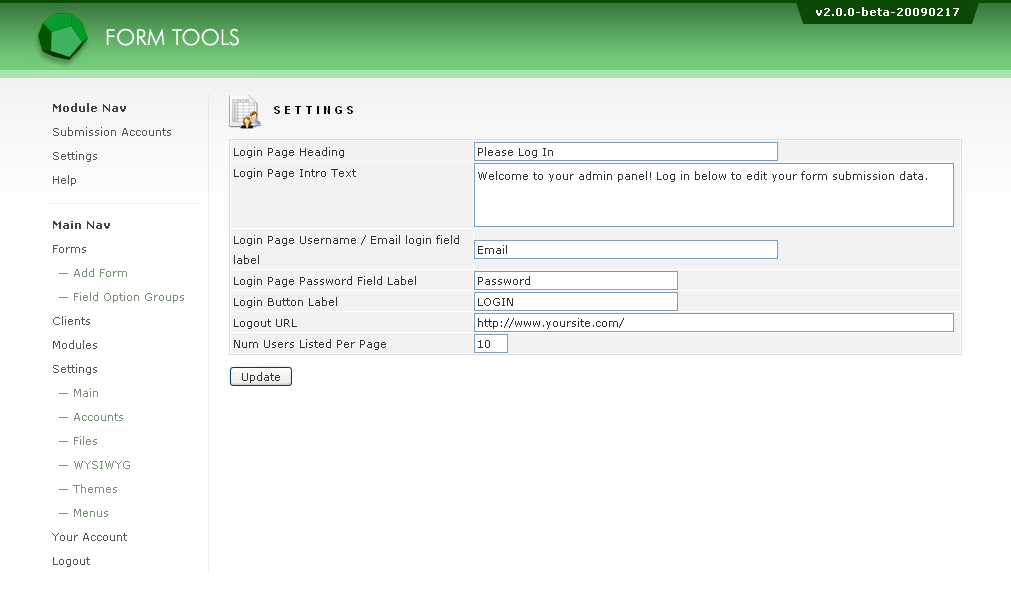 v2.0.0-beta-20090217
FORM TOOLS
Module Nav
Submission Accounts
Settings
Help
Main Nav
Forms
— Add Form
— Field Option Groups
Clients
Modules
Settings
— Main
— Accounts
— Files
— WYSIWYG
— Themes
— Menus
Your Account
Logout
SETTINGS
Login Page Heading Please Log In
Login Page Intro Text Welcome to your admin panel! Log in below to edit your form submission data.
Login Page Username / Email login field
label Email
Login Page Password Field Label Password
Login Button Label LOGIN
Logout URL http://www.yoursite.com/
Num Users Listed Per Page 10
Update